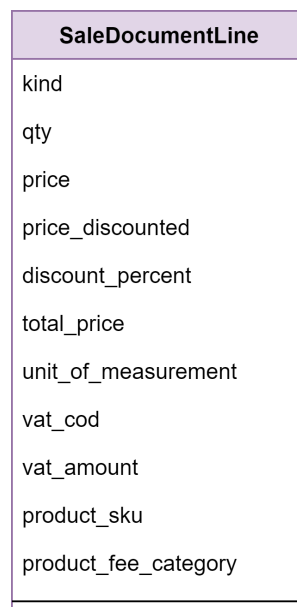 SaleDocumentLine
kind
qty
price
price_discounted
discount_percent
total_price
unit_of_measurement
vat_cod
vat_amount
product_sku
product_fee_category